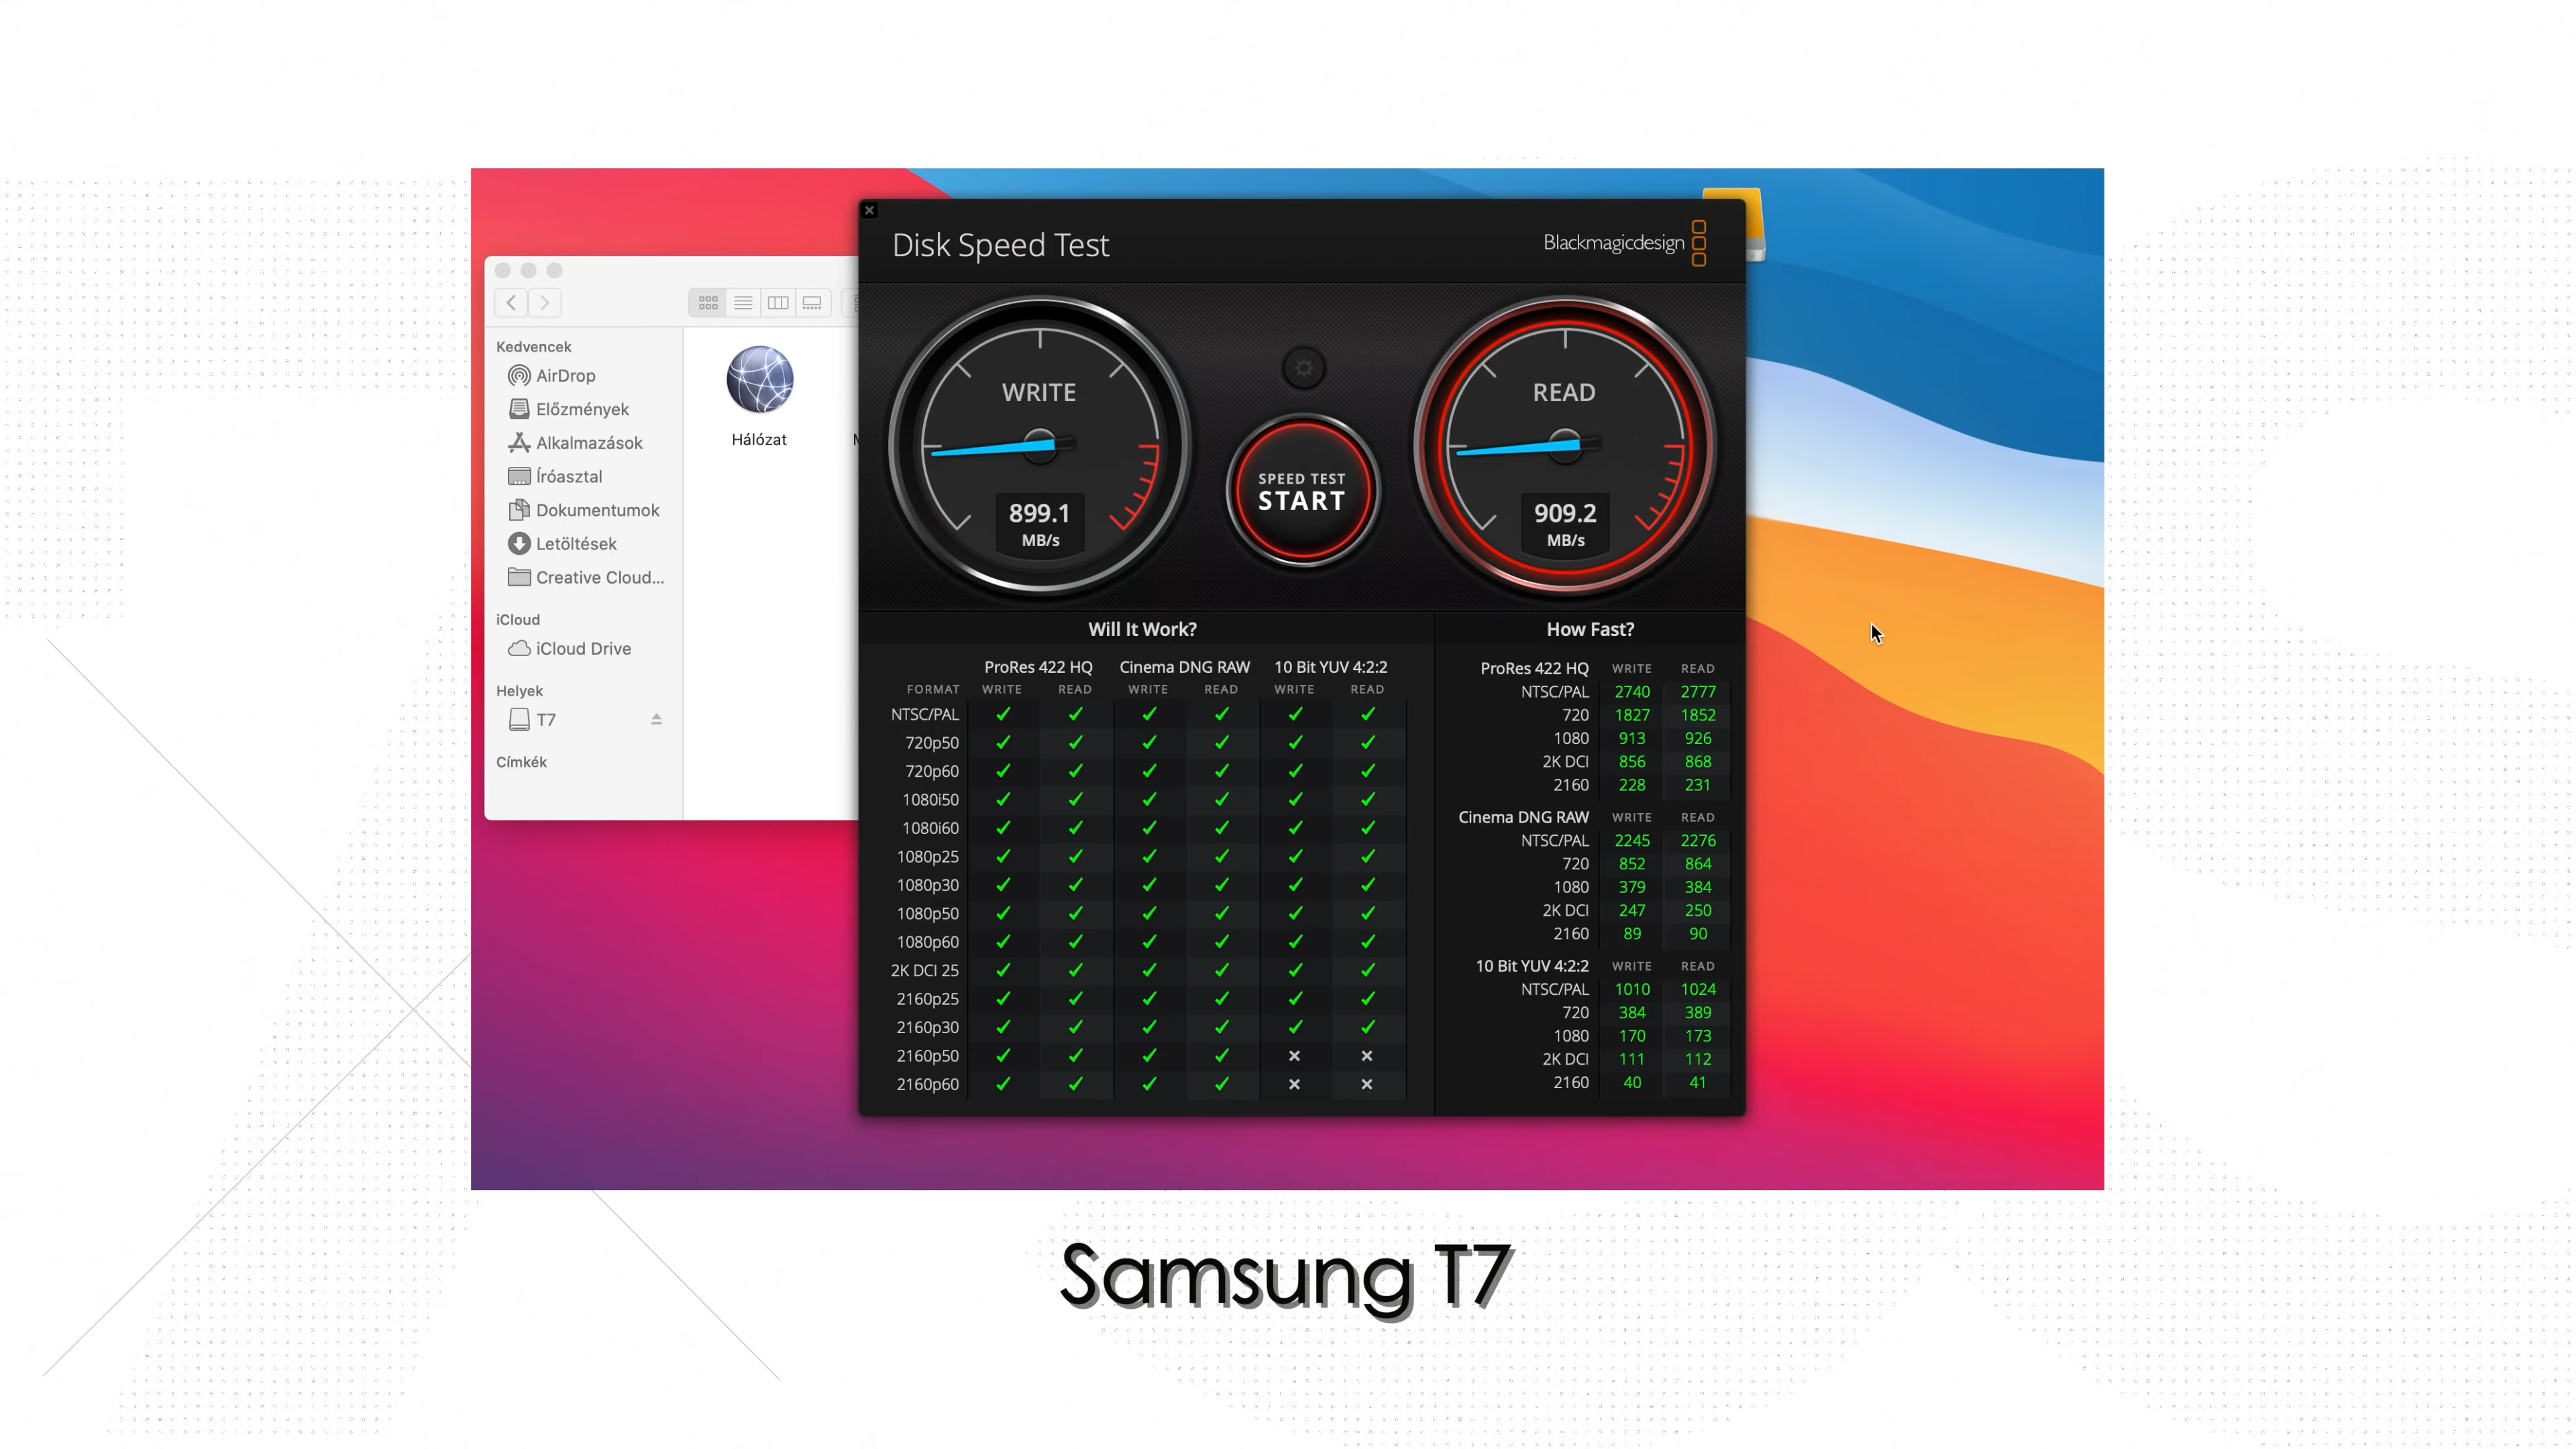 Disk Speed Test
Blackmagicdesign
WRITE
899.1
MB/s
SPEED TEST
START
READ
909.2
MB/s
Kedvencek
AirDrop
Előzmények
Alkalmazások
Íróasztal
Dokumentumok
Letöltések
Creative Cloud...
iCloud
iCloud Drive
Helyek
T7
Címkék
Hálózat
Will It Work?
ProRes 422 HQ Cinema DNG RAW 10 Bit YUV 4:2:2
FORMAT WRITE READ WRITE READ WRITE READ
NTSC/PAL
720p50
720p60
1080i50
1080i60
1080p25
1080p30
1080p50
1080p60
2K DCI 25
2160p25
2160p30
2160p50
2160p60
How Fast?
ProRes 422 HQ WRITE READ
NTSC/PAL 2740 2777
720 1827 1852
1080 913 926
2K DCI 856 868
2160 228 231
Cinema DNG RAW WRITE READ
NTSC/PAL 2245 2276
720 852 864
1080 379 384
2K DCI 247 250
2160 89 90
10 Bit YUV 4:2:2 WRITE READ
NTSC/PAL 1010 1024
720 384 389
1080 170 173
2K DCI 111 112
2160 40 41
Samsung T7